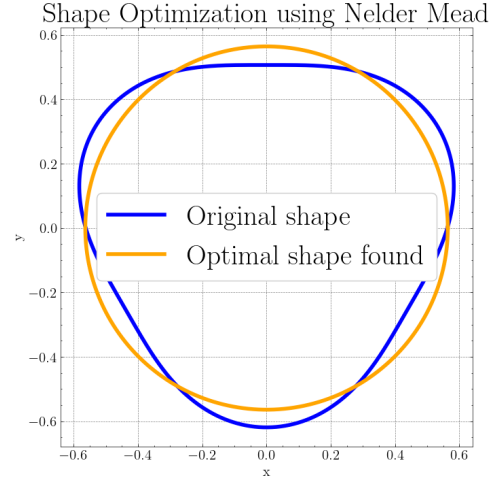 Shape Optimization using Nelder Mead
0.6
0.4
0.2
0.0
−0.2
−0.4
−0.6
y
Original shape
Optimal shape found
−0.6 −0.4 −0.2 0.0 0.2 0.4 0.6
x